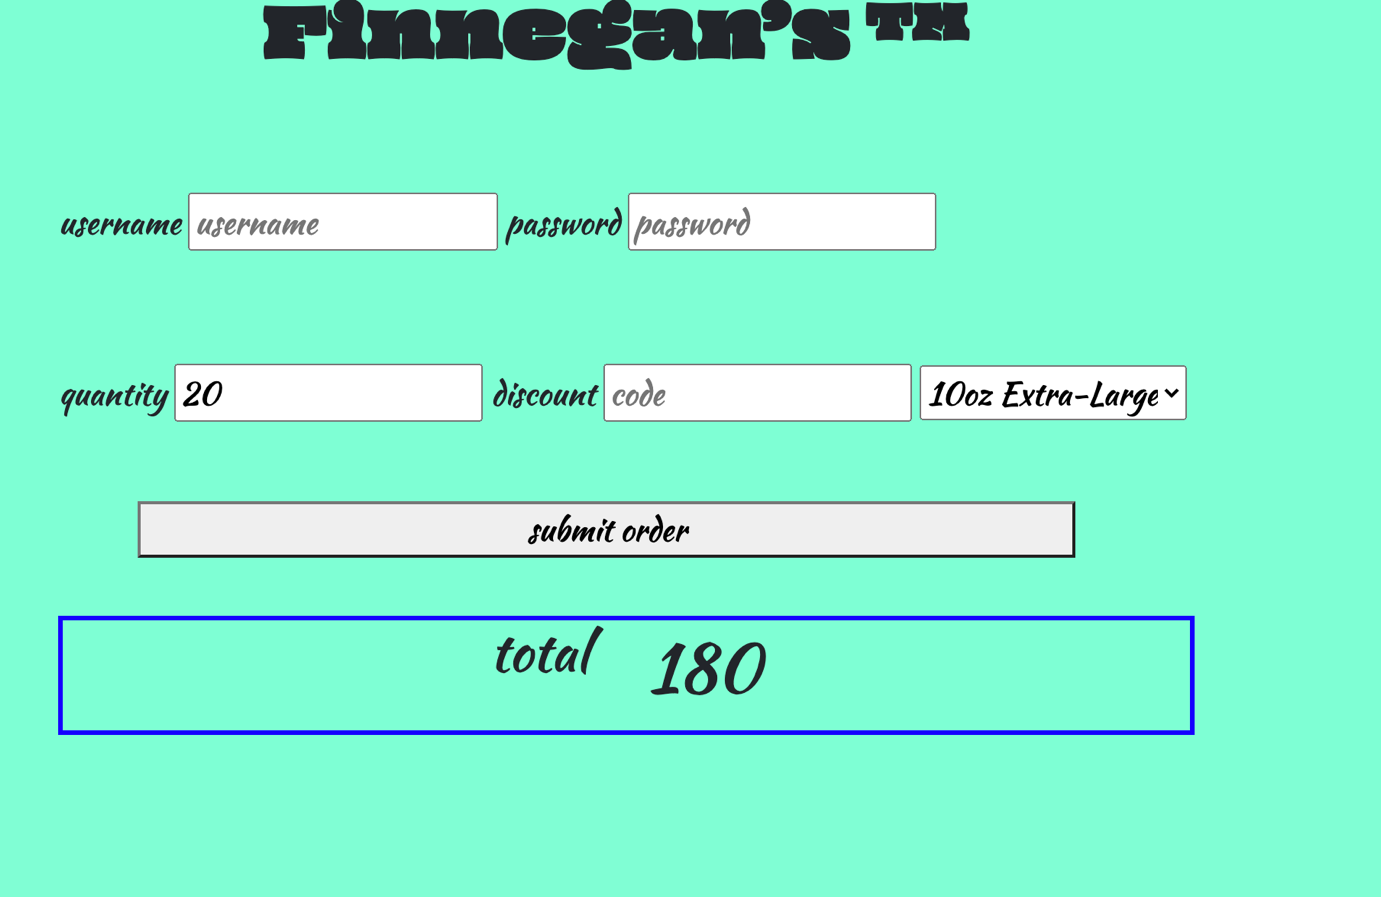 Finnegan's ™
username username password password
quantity 20 discount code 10oz Extra-Large
submit order
total 180